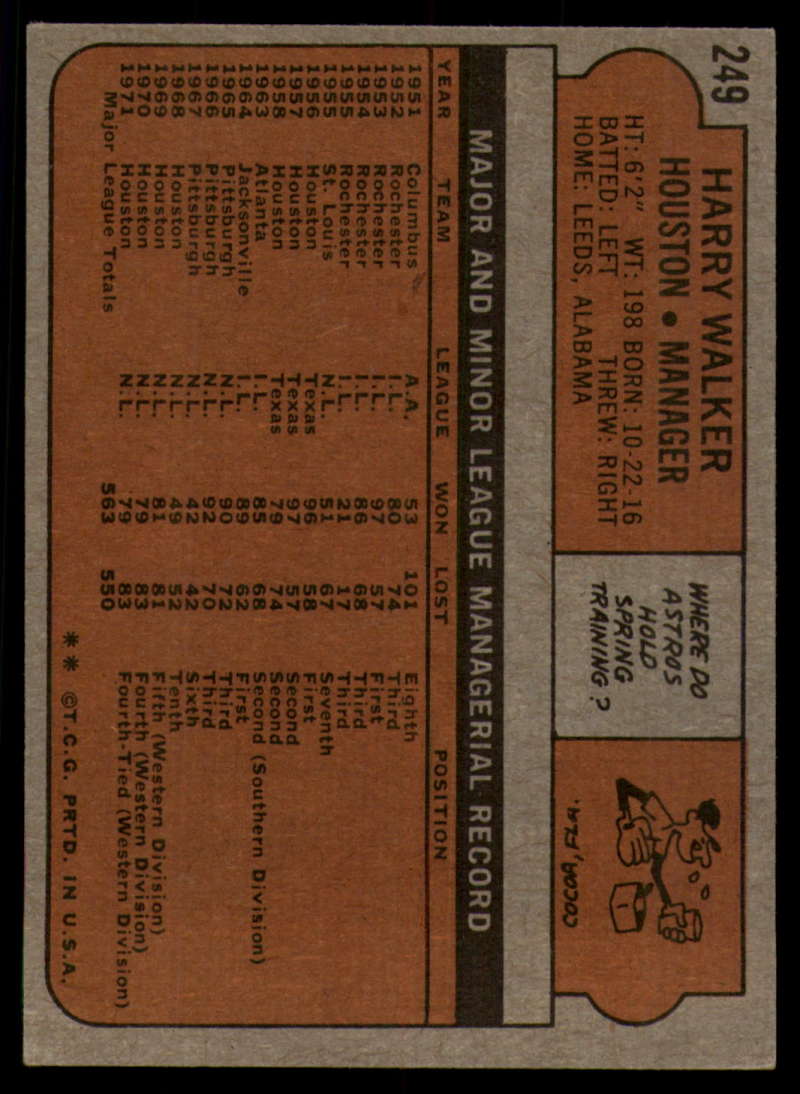 249
HARRY WALKER
HOUSTON • MANAGER
HT: 6'2" WT: 198 BORN: 10-22-16
BATTED: LEFT THREW: RIGHT
HOME: LEEDS, ALABAMA
WHERE DO
ASTROS
HOLD
SPRING
TRAINING?
COCOA, FLA.
MAJOR AND MINOR LEAGUE MANAGERIAL RECORD
YEAR TEAM LEAGUE WON LOST POSITION
1951 Columbus A.A. 53 101 Eighth
1952 Rochester I.L. 80 74 Third
1953 Rochester I.L. 97 57 First
1954 Rochester I.L. 86 68 Third
1955 Rochester I.L. 21 17 Third
1955 St. Louis N.L. 51 67 Seventh
1956 Houston Texas 96 58 First
1957 Houston Texas 97 57 Second
1958 Houston Texas 79 74 Second
1963 Atlanta I.L. 85 68 Second (Southern Division)
1964 Jacksonville I.L. 89 62 First
1965 Pittsburgh N.L. 90 72 Third
1966 Pittsburgh N.L. 92 70 Third
1967 Pittsburgh N.L. 42 42 Sixth
1968 Houston N.L. 49 52 Tenth
1969 Houston N.L. 81 81 Fifth (Western Division)
1970 Houston N.L. 79 83 Fourth (Western Division)
1971 Houston N.L. 79 83 Fourth-Tied (Western Division)
Major League Totals 563 550
** ©T.C.G. PRTD. IN U.S.A.